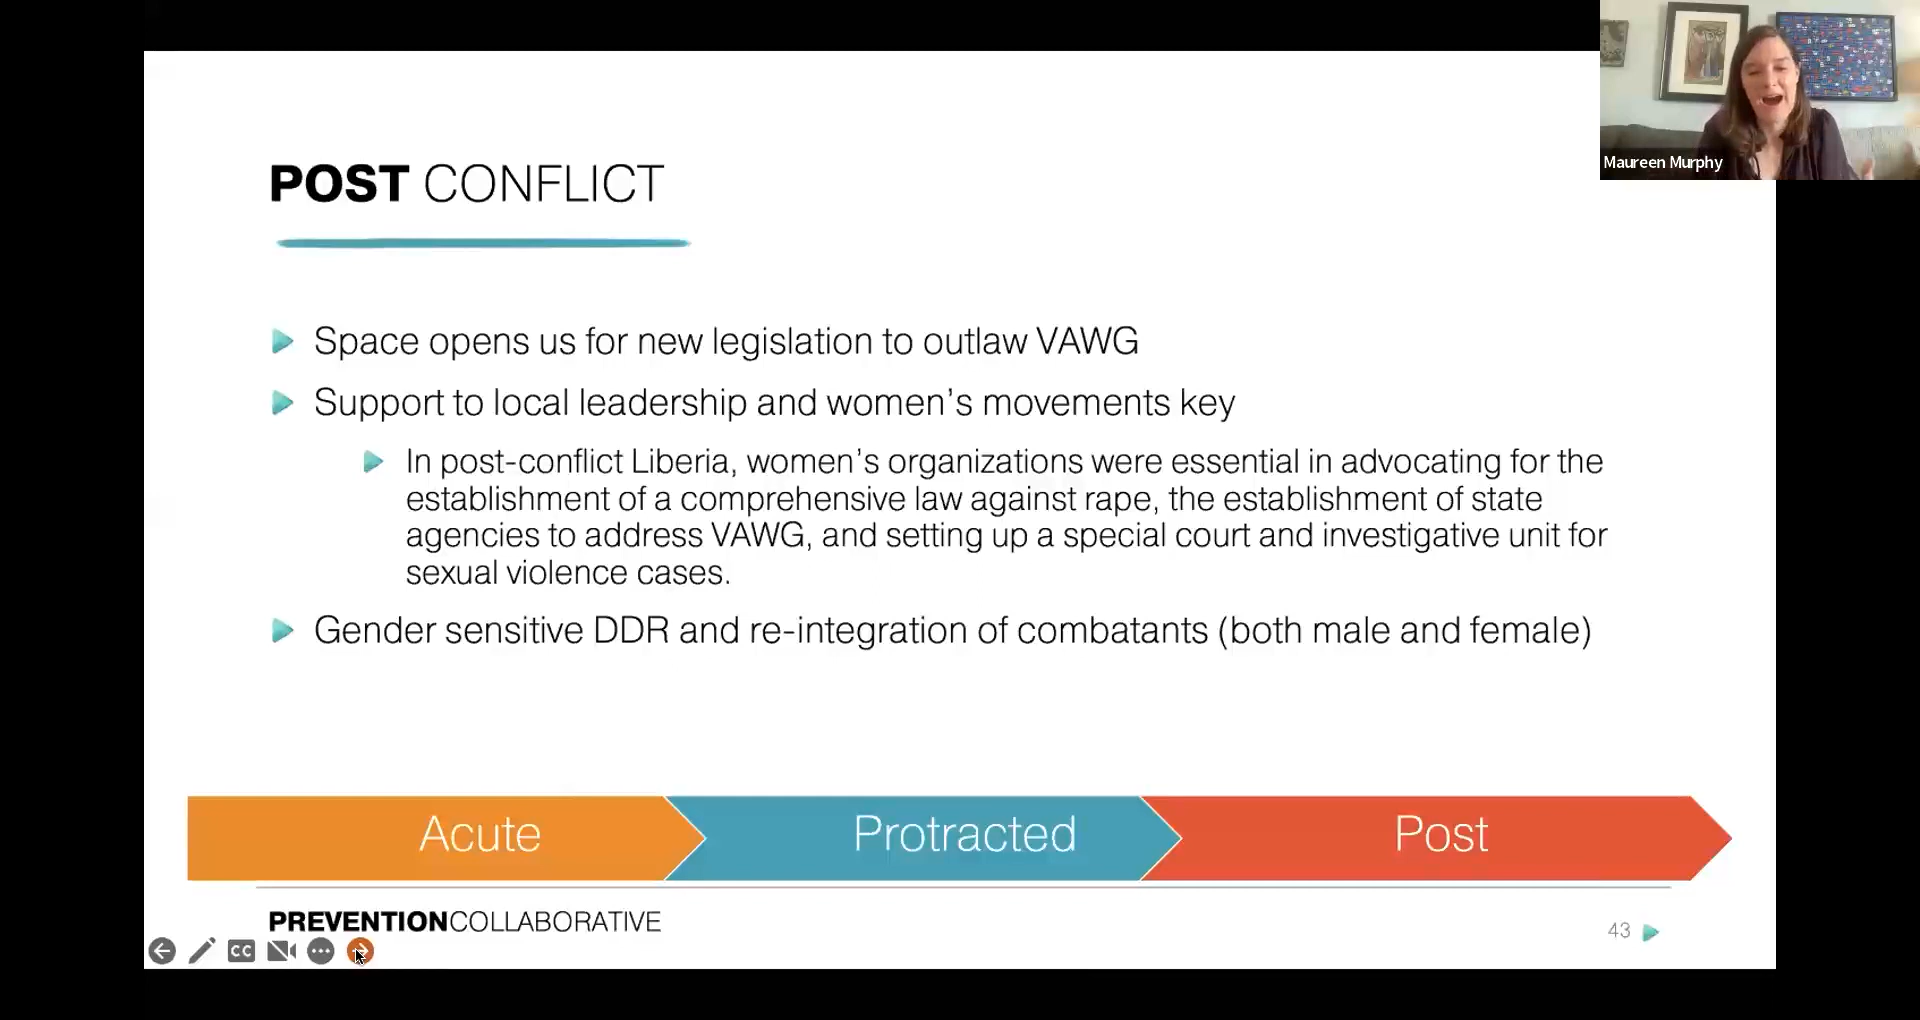 Maureen Murphy
POST CONFLICT
Space opens us for new legislation to outlaw VAWG
Support to local leadership and women's movements key
In post-conflict Liberia, women's organizations were essential in advocating for the
establishment of a comprehensive law against rape, the establishment of state
agencies to address VAWG, and setting up a special court and investigative unit for
sexual violence cases.
Gender sensitive DDR and re-integration of combatants (both male and female)
Acute
Protracted
Post
PREVENTIONCOLLABORATIVE
43
CC